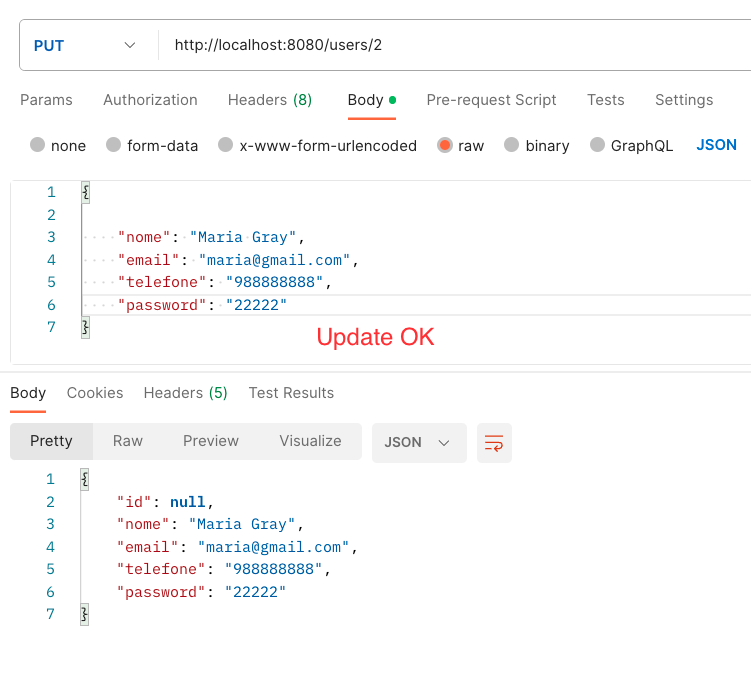 PUT http://localhost:8080/users/2
Params Authorization Headers (8) Body Pre-request Script Tests Settings
none form-data x-www-form-urlencoded raw binary GraphQL JSON
1 {
2
3 "nome": "Maria Gray",
4 "email": "maria@gmail.com",
5 "telefone": "988888888",
6 "password": "22222"
7 }
Update OK
Body Cookies Headers (5) Test Results
Pretty Raw Preview Visualize JSON
1 {
2 "id": null,
3 "nome": "Maria Gray",
4 "email": "maria@gmail.com",
5 "telefone": "988888888",
6 "password": "22222"
7 }